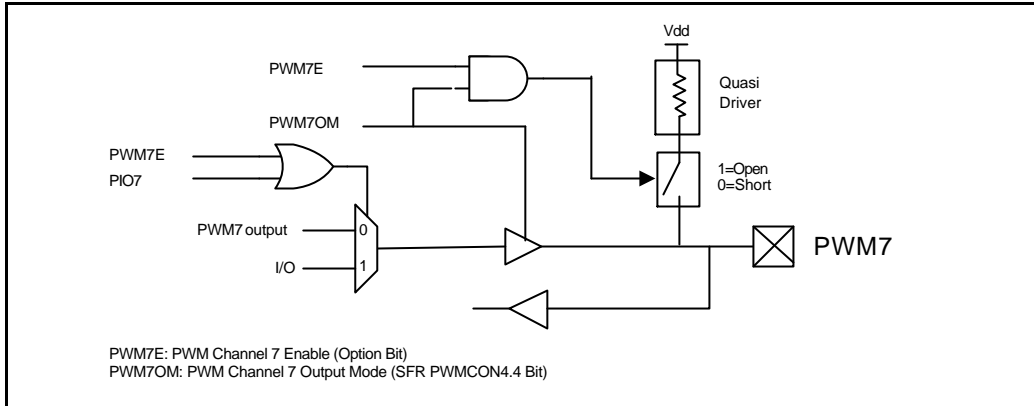 Vdd
PWM7E
Quasi
Driver
PWM7OM
PWM7E
PIO7
1=Open
0=Short
PWM7 output
0
I/O
1
PWM7
PWM7E: PWM Channel 7 Enable (Option Bit)
PWM7OM: PWM Channel 7 Output Mode (SFR PWMCON4.4 Bit)